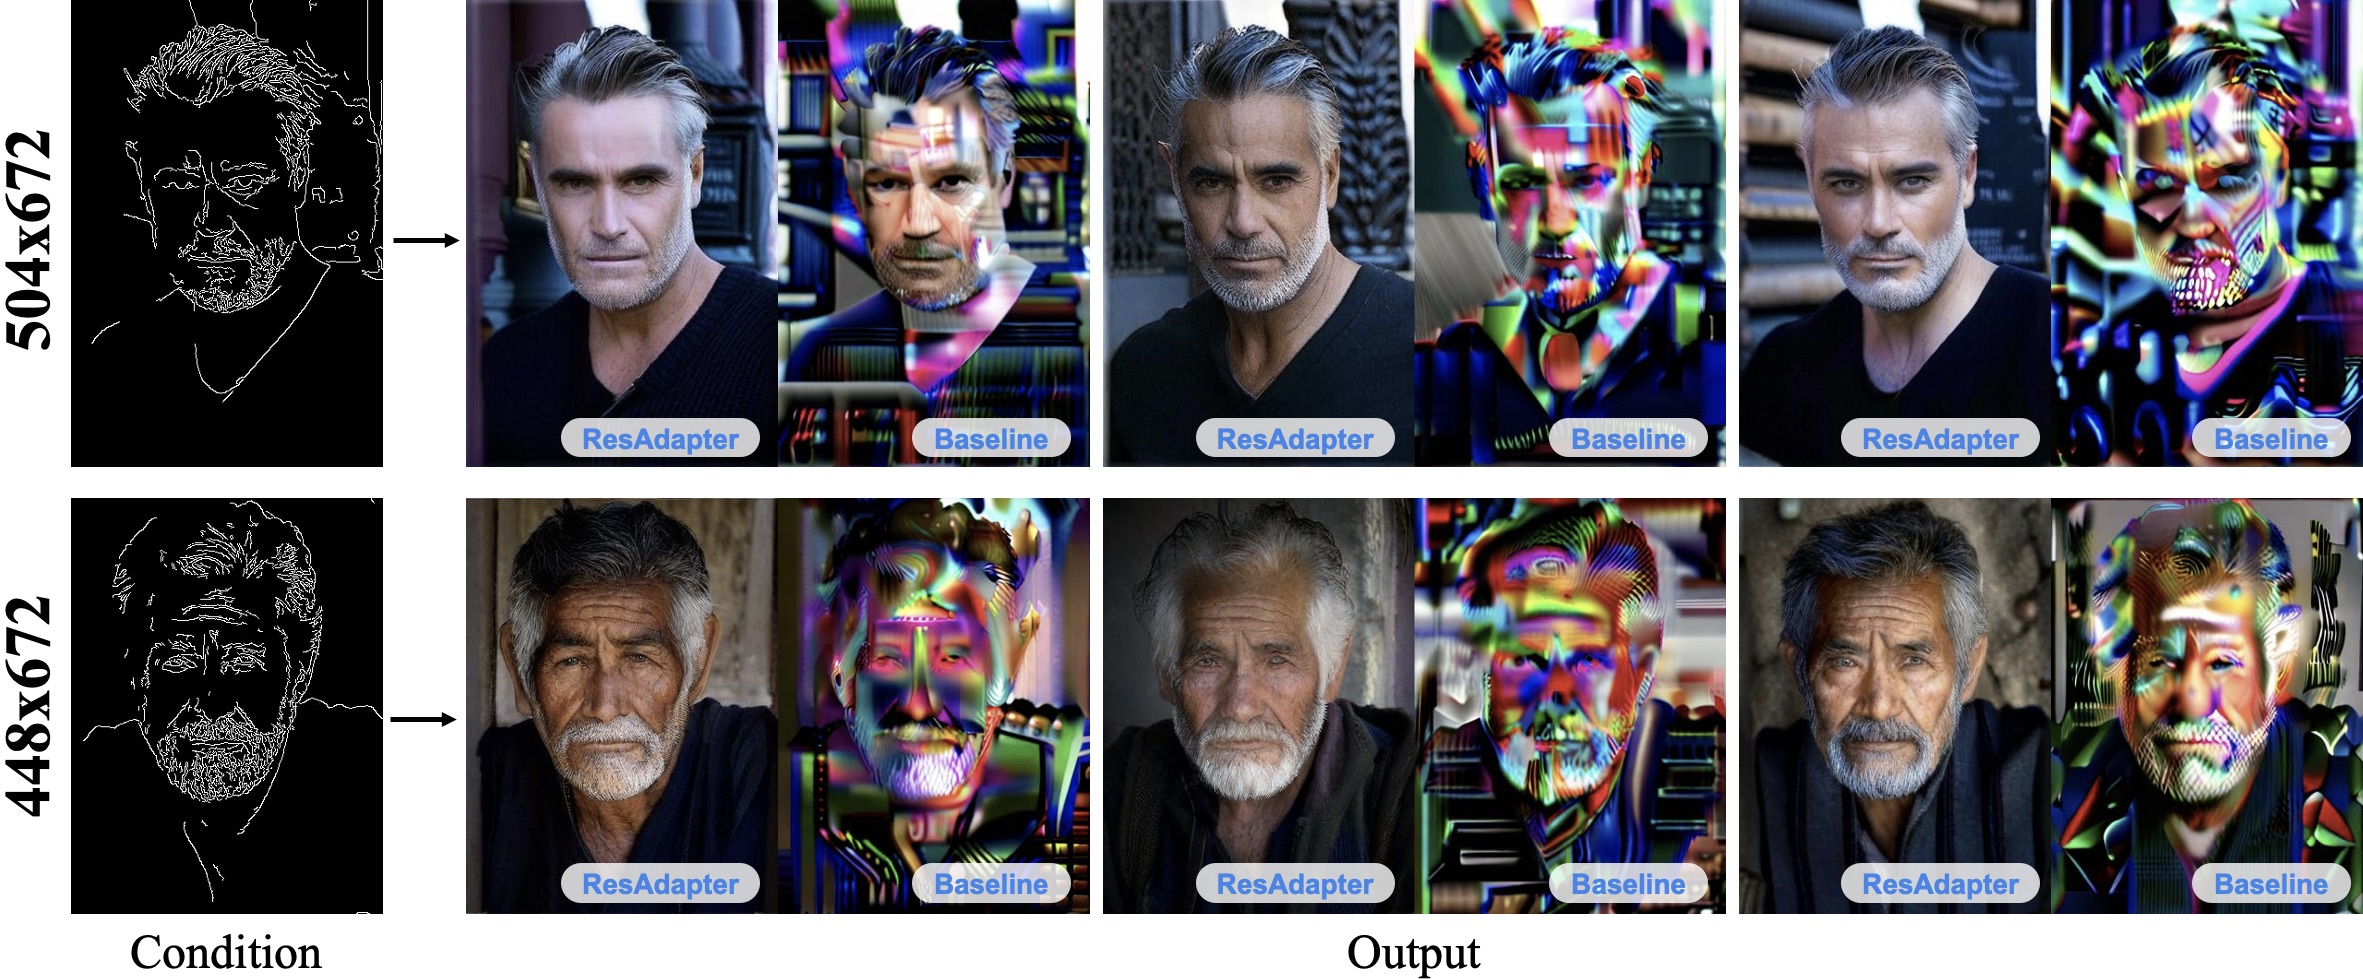 504x672
ResAdapter
Baseline
ResAdapter
Baseline
ResAdapter
Baseline
448x672
ResAdapter
Baseline
ResAdapter
Baseline
ResAdapter
Baseline
Condition
Output